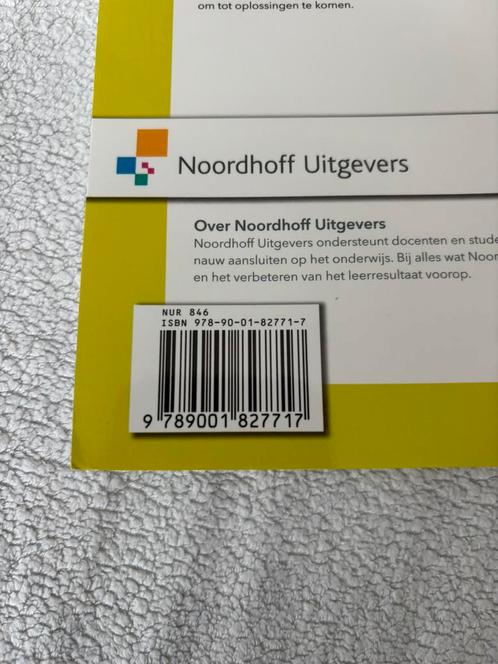 om tot oplossingen te komen.
Noordhoff Uitgevers
Over Noordhoff Uitgevers
Noordhoff Uitgevers ondersteunt docenten en stude
nauw aansluiten op het onderwijs. Bij alles wat Noor
en het verbeteren van het leerresultaat voorop.
NUR 846
ISBN 978-90-01-82771-7
9 789001 827717